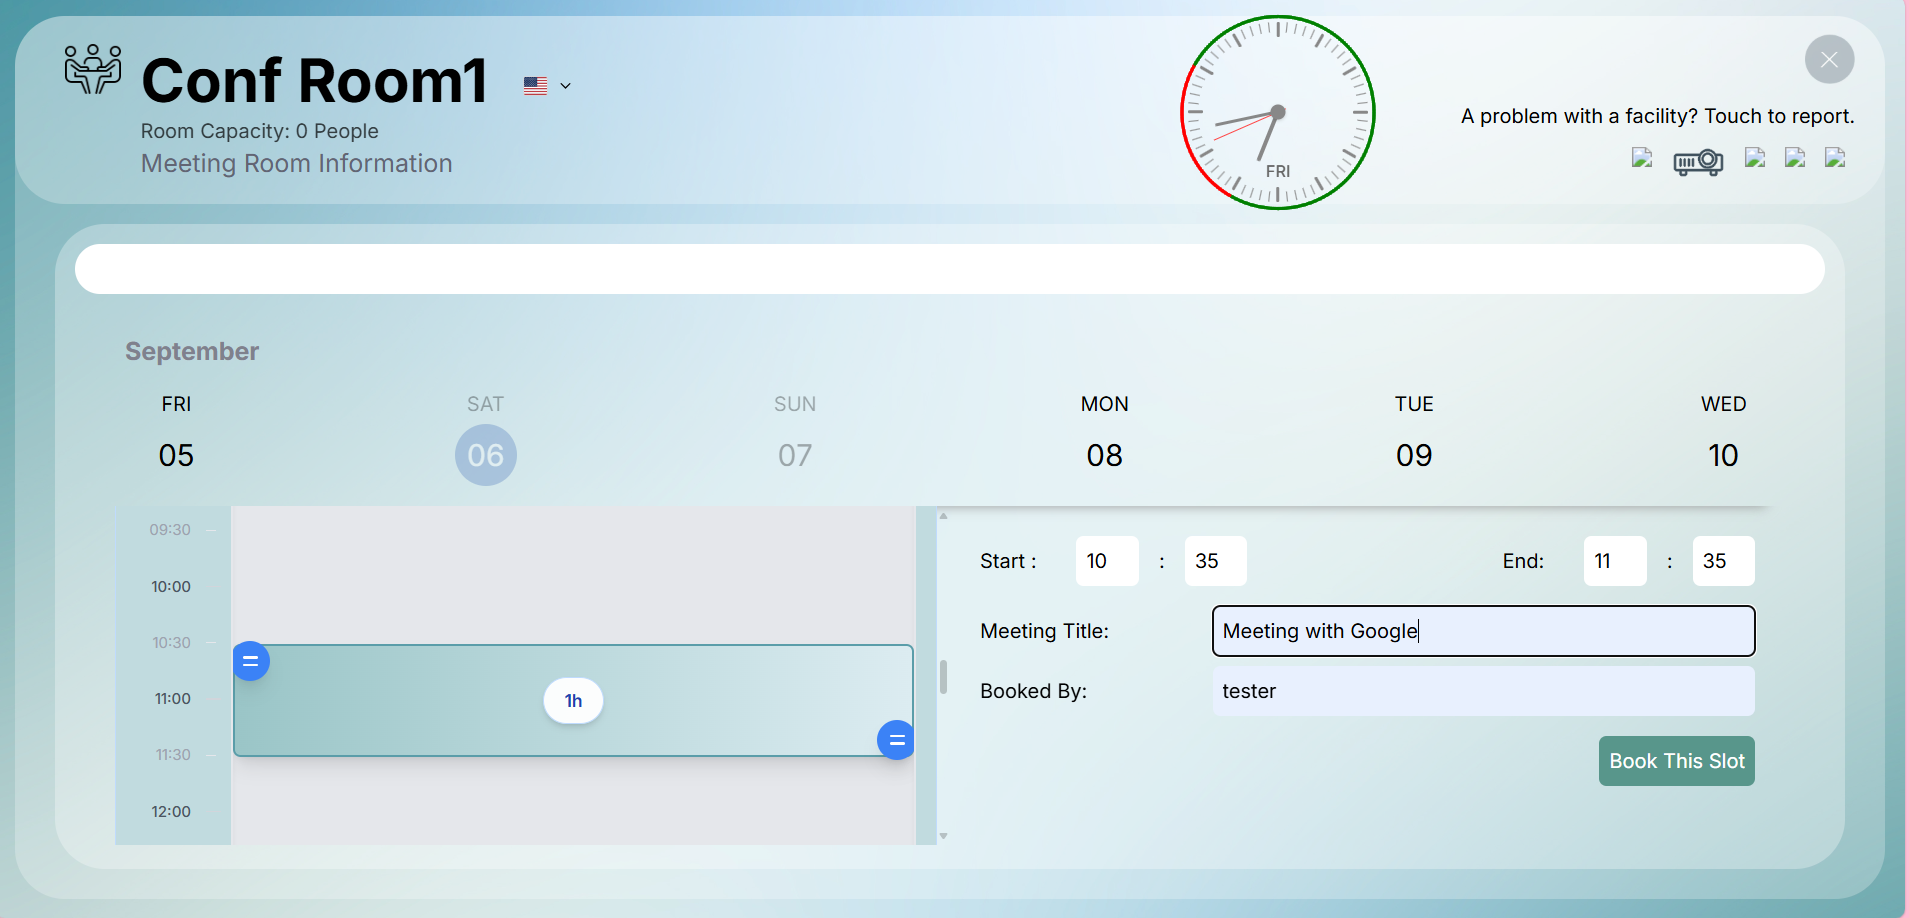 Conf Room1
Room Capacity: 0 People
Meeting Room Information
FRI
A problem with a facility? Touch to report.
September
FRI SAT SUN MON TUE WED
05 06 07 08 09 10
09:30
10:00
10:30
11:00
11:30
12:00
1h
Start : 10 : 35 End: 11 : 35
Meeting Title: Meeting with Google
Booked By: tester
Book This Slot